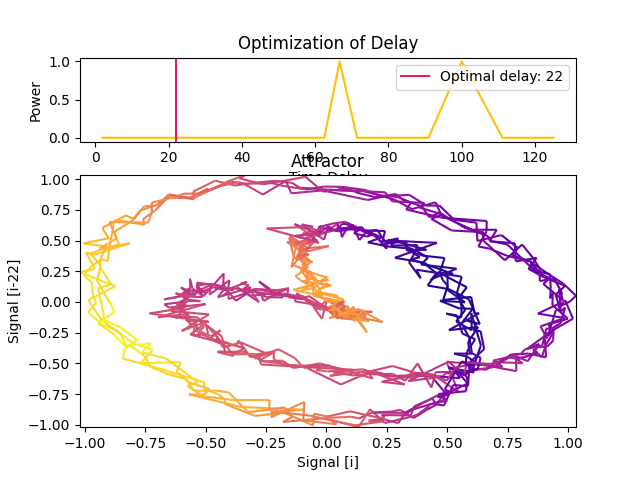 Optimization of Delay
Power
1.0
0.5
0.0
Optimal delay: 22
0 20 40 60 80 100 120
Time Delay
Attractor
Signal [i-22]
1.00
0.75
0.50
0.25
0.00
−0.25
−0.50
−0.75
−1.00
−1.00 −0.75 −0.50 −0.25 0.00 0.25 0.50 0.75 1.00
Signal [i]